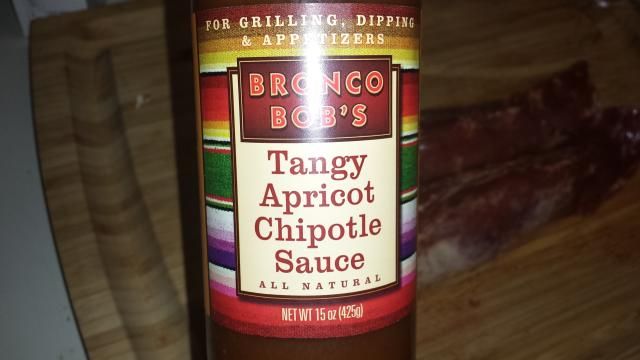 FOR GRILLING, DIPPING
& APPETIZERS
BRONCO
BOB'S
Tangy
Apricot
Chipotle
Sauce
ALL NATURAL
NET WT 15 oz (425g)